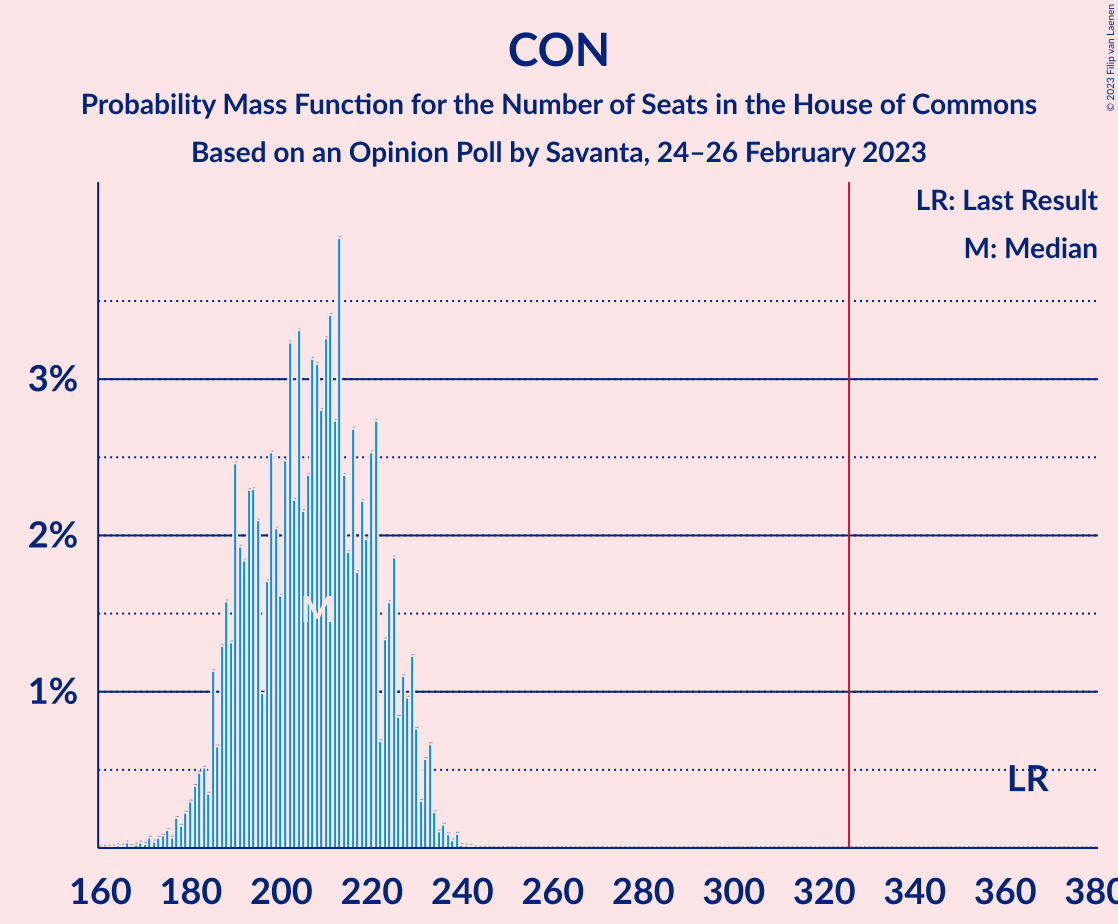 CON
Probability Mass Function for the Number of Seats in the House of Commons
Based on an Opinion Poll by Savanta, 24–26 February 2023
© 2023 Filip van Laenen
LR: Last Result
M: Median
3%
2%
1%
M
LR
160 180 200 220 240 260 280 300 320 340 360 380